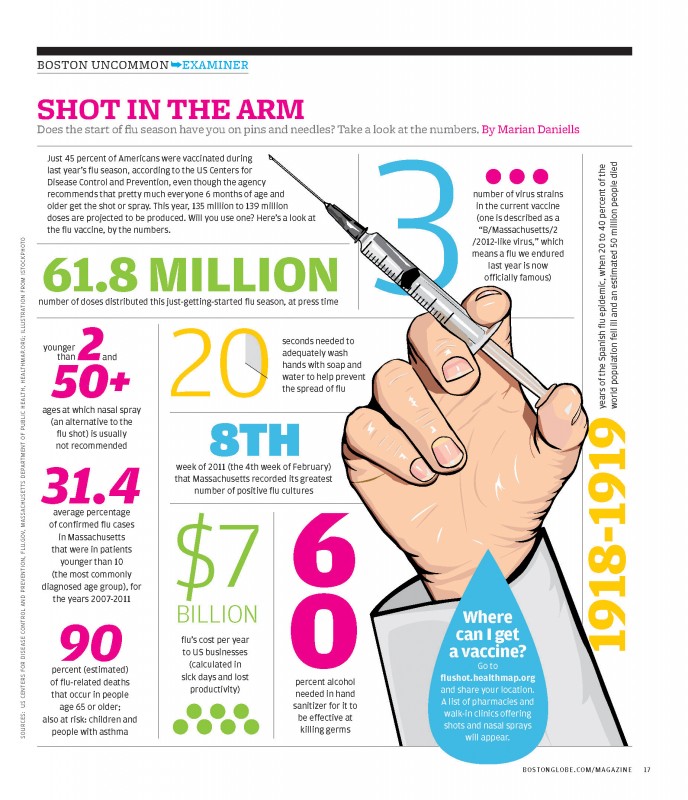 BOSTON UNCOMMON➥EXAMINER
SHOT IN THE ARM
Does the start of flu season have you on pins and needles? Take a look at the numbers. By Marian Daniells
Just 45 percent of Americans were vaccinated during
last year's flu season, according to the US Centers for
Disease Control and Prevention, even though the agency
recommends that pretty much everyone 6 months of age and
older get the shot or spray. This year, 135 million to 139 million
doses are projected to be produced. Will you use one? Here's a look at
the flu vaccine, by the numbers.
3
number of virus strains
in the current vaccine
(one is described as a
"B/Massachusetts/2
/2012-like virus," which
means a flu we endured
last year is now
officially famous)
61.8 MILLION
number of doses distributed this just-getting-started flu season, at press time
younger
than 2 and
50+
ages at which nasal spray
(an alternative to the
flu shot) is usually
not recommended
20
seconds needed to
adequately wash
hands with soap and
water to help prevent
the spread of flu
8TH
week of 2011 (the 4th week of February)
that Massachusetts recorded its greatest
number of positive flu cultures
31.4
average percentage
of confirmed flu cases
in Massachusetts
that were in patients
younger than 10
(the most commonly
diagnosed age group), for
the years 2007-2011
90
percent (estimated)
of flu-related deaths
that occur in people
age 65 or older;
also at risk: children and
people with asthma
$7
BILLION
flu's cost per year
to US businesses
(calculated in
sick days and lost
productivity)
6
0
percent alcohol
needed in hand
sanitizer for it to
be effective at
killing germs
1918-1919
years of the Spanish flu epidemic, when 20 to 40 percent of the
world population fell ill and an estimated 50 million people died
Where
can I get
a vaccine?
Go to
flushot.healthmap.org
and share your location.
A list of pharmacies and
walk-in clinics offering
shots and nasal sprays
will appear.
SOURCES: US CENTERS FOR DISEASE CONTROL AND PREVENTION, FLU.GOV, MASSACHUSETTS DEPARTMENT OF PUBLIC HEALTH, HEALTHMAP.ORG; ILLUSTRATION FROM ISTOCKPHOTO
BOSTONGLOBE.COM/MAGAZINE 17